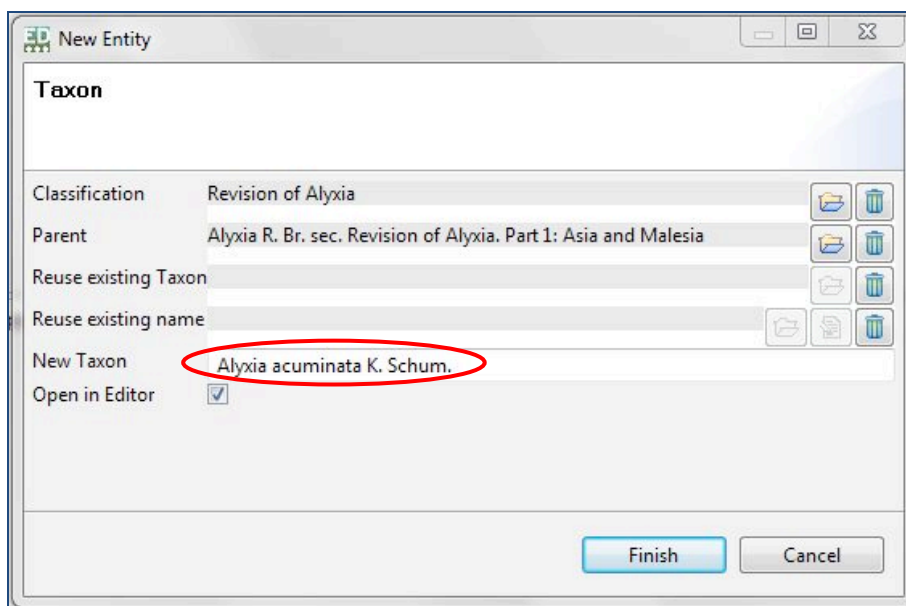 New Entity
Taxon
Classification Revision of Alyxia
Parent Alyxia R. Br. sec. Revision of Alyxia. Part 1: Asia and Malesia
Reuse existing Taxon
Reuse existing name
New Taxon Alyxia acuminata K. Schum.
Open in Editor
Finish Cancel